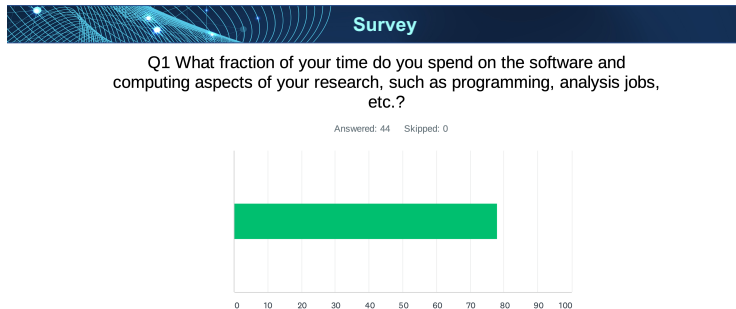 Survey
Q1 What fraction of your time do you spend on the software and
computing aspects of your research, such as programming, analysis jobs,
etc.?
Answered: 44 Skipped: 0
0 10 20 30 40 50 60 70 80 90 100